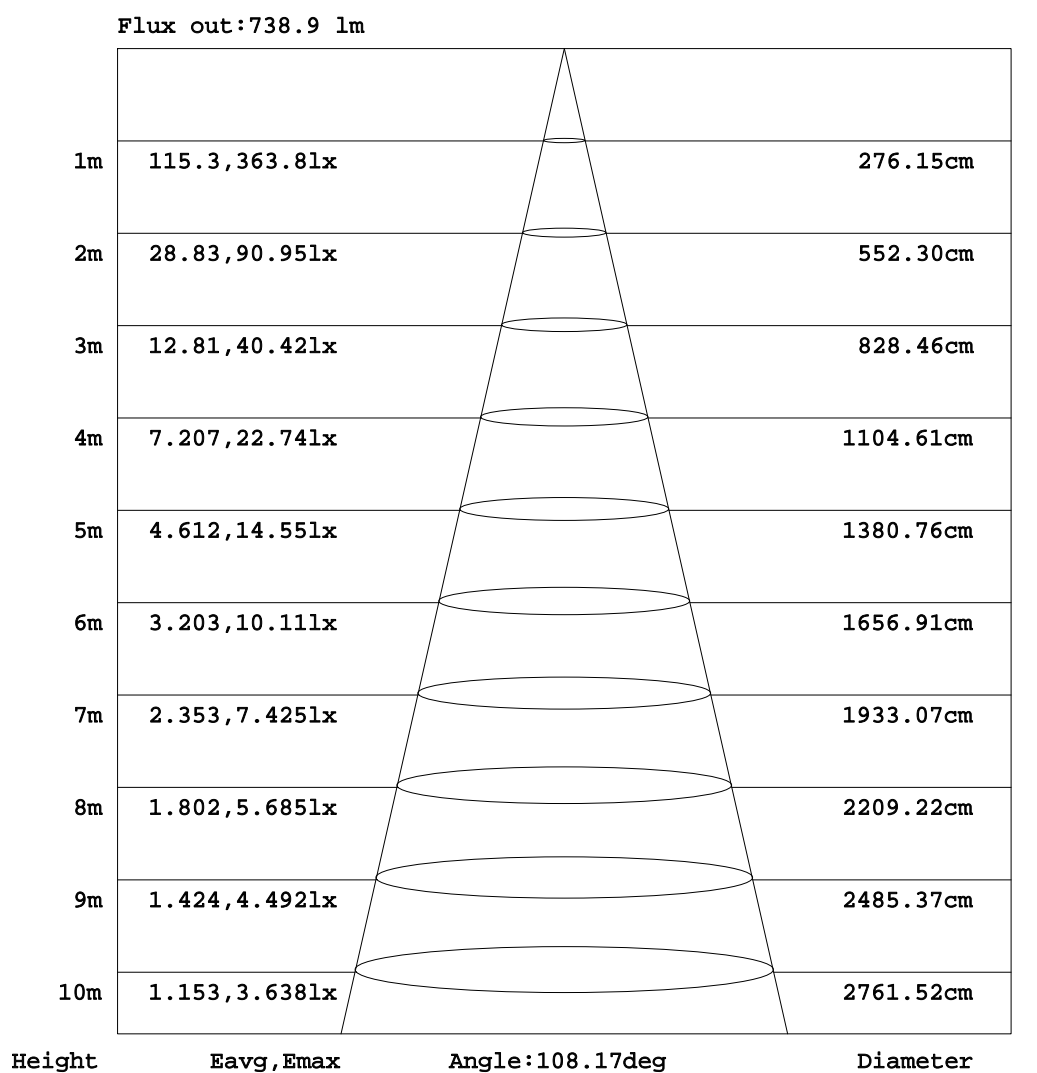 Flux out:738.9 lm
1m 115.3,363.8lx 276.15cm
2m 28.83,90.95lx 552.30cm
3m 12.81,40.42lx 828.46cm
4m 7.207,22.74lx 1104.61cm
5m 4.612,14.55lx 1380.76cm
6m 3.203,10.11lx 1656.91cm
7m 2.353,7.425lx 1933.07cm
8m 1.802,5.685lx 2209.22cm
9m 1.424,4.492lx 2485.37cm
10m 1.153,3.638lx 2761.52cm
Height Eavg,Emax Angle:108.17deg Diameter